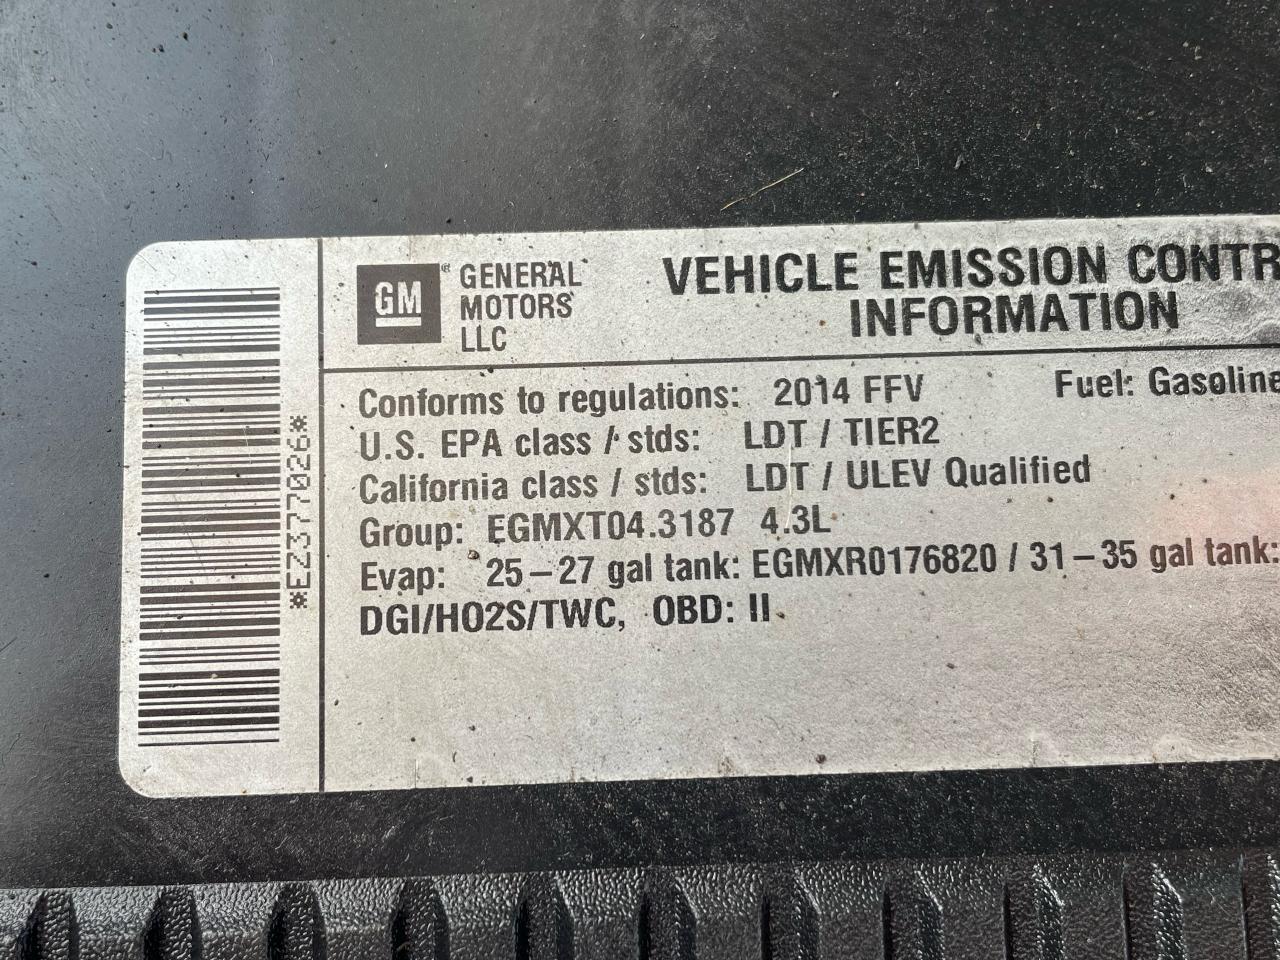 *EZ377026*
GM
® GENERAL
MOTORS
LLC
VEHICLE EMISSION CONTR
INFORMATION
Conforms to regulations: 2014 FFV Fuel: Gasoline
U.S. EPA class / stds: LDT / TIER2
California class / stds: LDT / ULEV Qualified
Group: EGMXT04.3187 4.3L
Evap: 25–27 gal tank: EGMXR0176820 / 31–35 gal tank:
DGI/HO2S/TWC, OBD: II